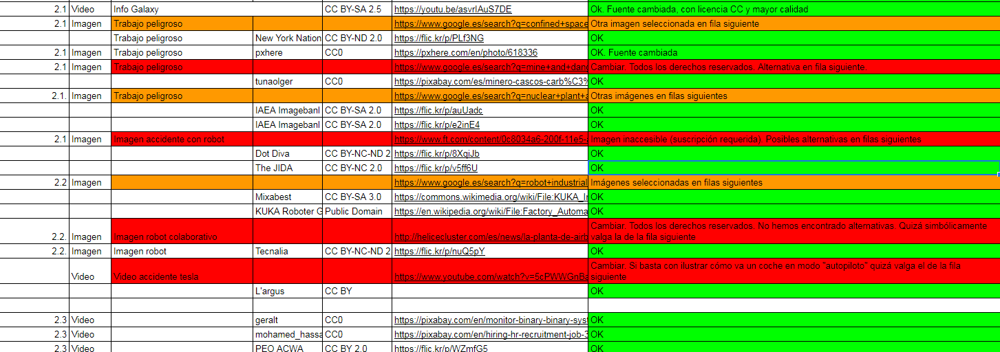 2.1 Video Info Galaxy CC BY-SA 2.5 https://youtu.be/asvrIAuS7DE Ok. Fuente cambiada, con licencia CC y mayor calidad
2.1 Imagen Trabajo peligroso https://www.google.es/search?q=confined+space Otra imagen seleccionada en fila siguiente
Trabajo peligroso New York Nation CC BY-ND 2.0 https://flic.kr/p/PLf3NG OK
2.1 Imagen Trabajo peligroso pxhere CC0 https://pxhere.com/en/photo/618336 OK. Fuente cambiada
2.1 Imagen Trabajo peligroso https://www.google.es/search?q=mine+and+dang Cambiar. Todos los derechos reservados. Alternativa en fila siguiente.
tunaolger CC0 https://pixabay.com/es/minero-cascos-carb%C3% OK
2.1. Imagen Trabajo peligroso https://www.google.es/search?q=nuclear+plant+a Otras imágenes en filas siguientes
IAEA Imagebanl CC BY-SA 2.0 https://flic.kr/p/auUadc OK
IAEA Imagebanl CC BY-SA 2.0 https://flic.kr/p/e2inE4 OK
2.1 Imagen Imagen accidente con robot https://www.ft.com/content/0c8034a6-200f-11e5- Imagen inaccesible (suscripción requerida). Posibles alternativas en filas siguientes
Dot Diva CC BY-NC-ND 2 https://flic.kr/p/8XqiJb OK
The JIDA CC BY-NC 2.0 https://flic.kr/p/v5ff6U OK
2.2 Imagen https://www.google.es/search?q=robot+industrial Imágenes seleccionadas en filas siguientes
Mixabest CC BY-SA 3.0 https://commons.wikimedia.org/wiki/File:KUKA_In OK
KUKA Roboter G Public Domain https://en.wikipedia.org/wiki/File:Factory_Automa OK
Cambiar. Todos los derechos reservados. No hemos encontrado alternativas. Quizá simbólicamente
2.2. Imagen Imagen robot colaborativo http://helicecluster.com/es/news/la-planta-de-airb valga la de la fila siguiente
2.2. Imagen Imagen robot Tecnalia CC BY-NC-ND 2 https://flic.kr/p/nuQ5pY OK
Cambiar. Si basta con ilustrar cómo va un coche en modo "autopiloto" quizá valga el de la fila
Video Video accidente tesla https://www.youtube.com/watch?v=5cPWWGnBa siguiente
L'argus CC BY OK
2.3 Video geralt CC0 https://pixabay.com/en/monitor-binary-binary-syst OK
2.3 Video mohamed_hassa CC0 https://pixabay.com/en/hiring-hr-recruitment-job-3 OK
2.3 Video PEO ACWA CC BY 2.0 https://flic.kr/p/WZmfG5 OK